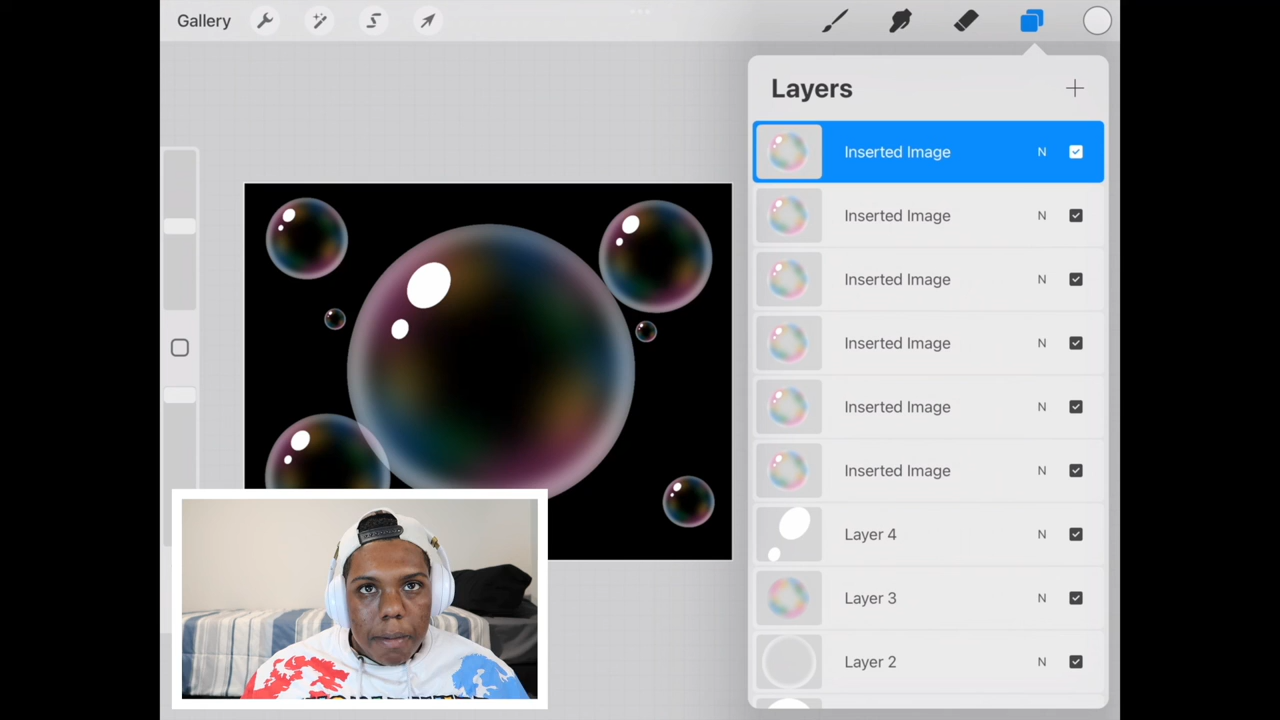 Gallery
Layers
Inserted Image N
Inserted Image N
Inserted Image N
Inserted Image N
Inserted Image N
Inserted Image N
Layer 4 N
Layer 3 N
Layer 2 N